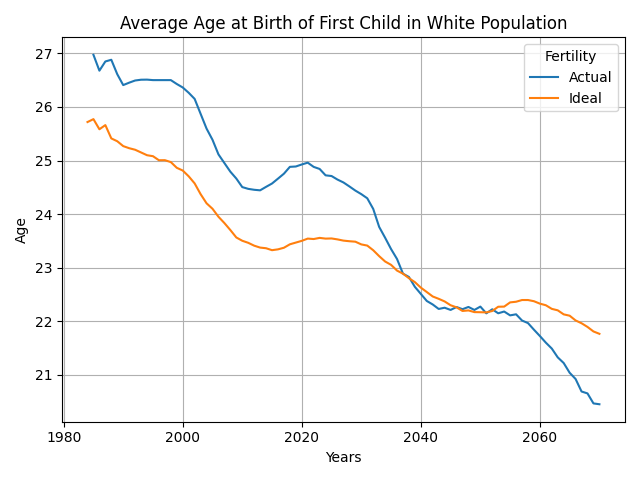 Average Age at Birth of First Child in White Population
Fertility
Actual
Ideal
Age
27
26
25
24
23
22
21
1980
2000
2020
2040
2060
Years